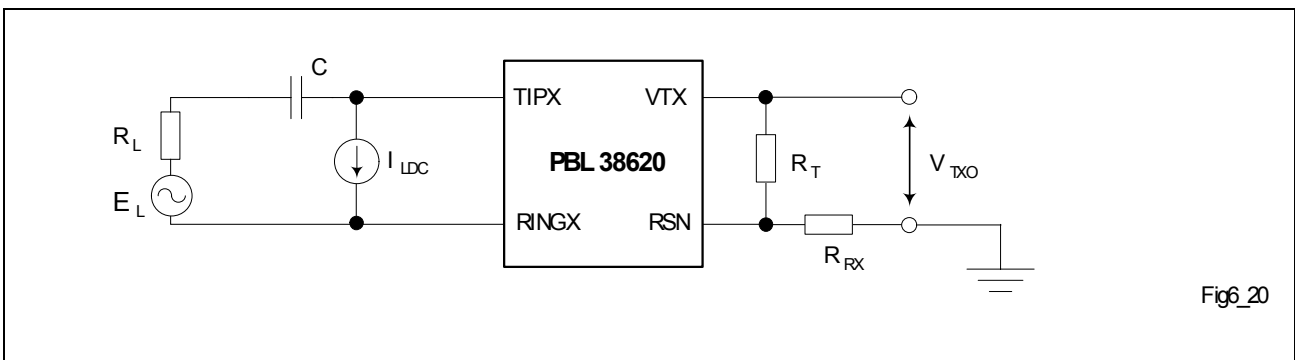 C
TIPX
VTX
R L
I LDC
PBL 38620
R T
V TXO
E L
RINGX
RSN
R RX
Fig6_20